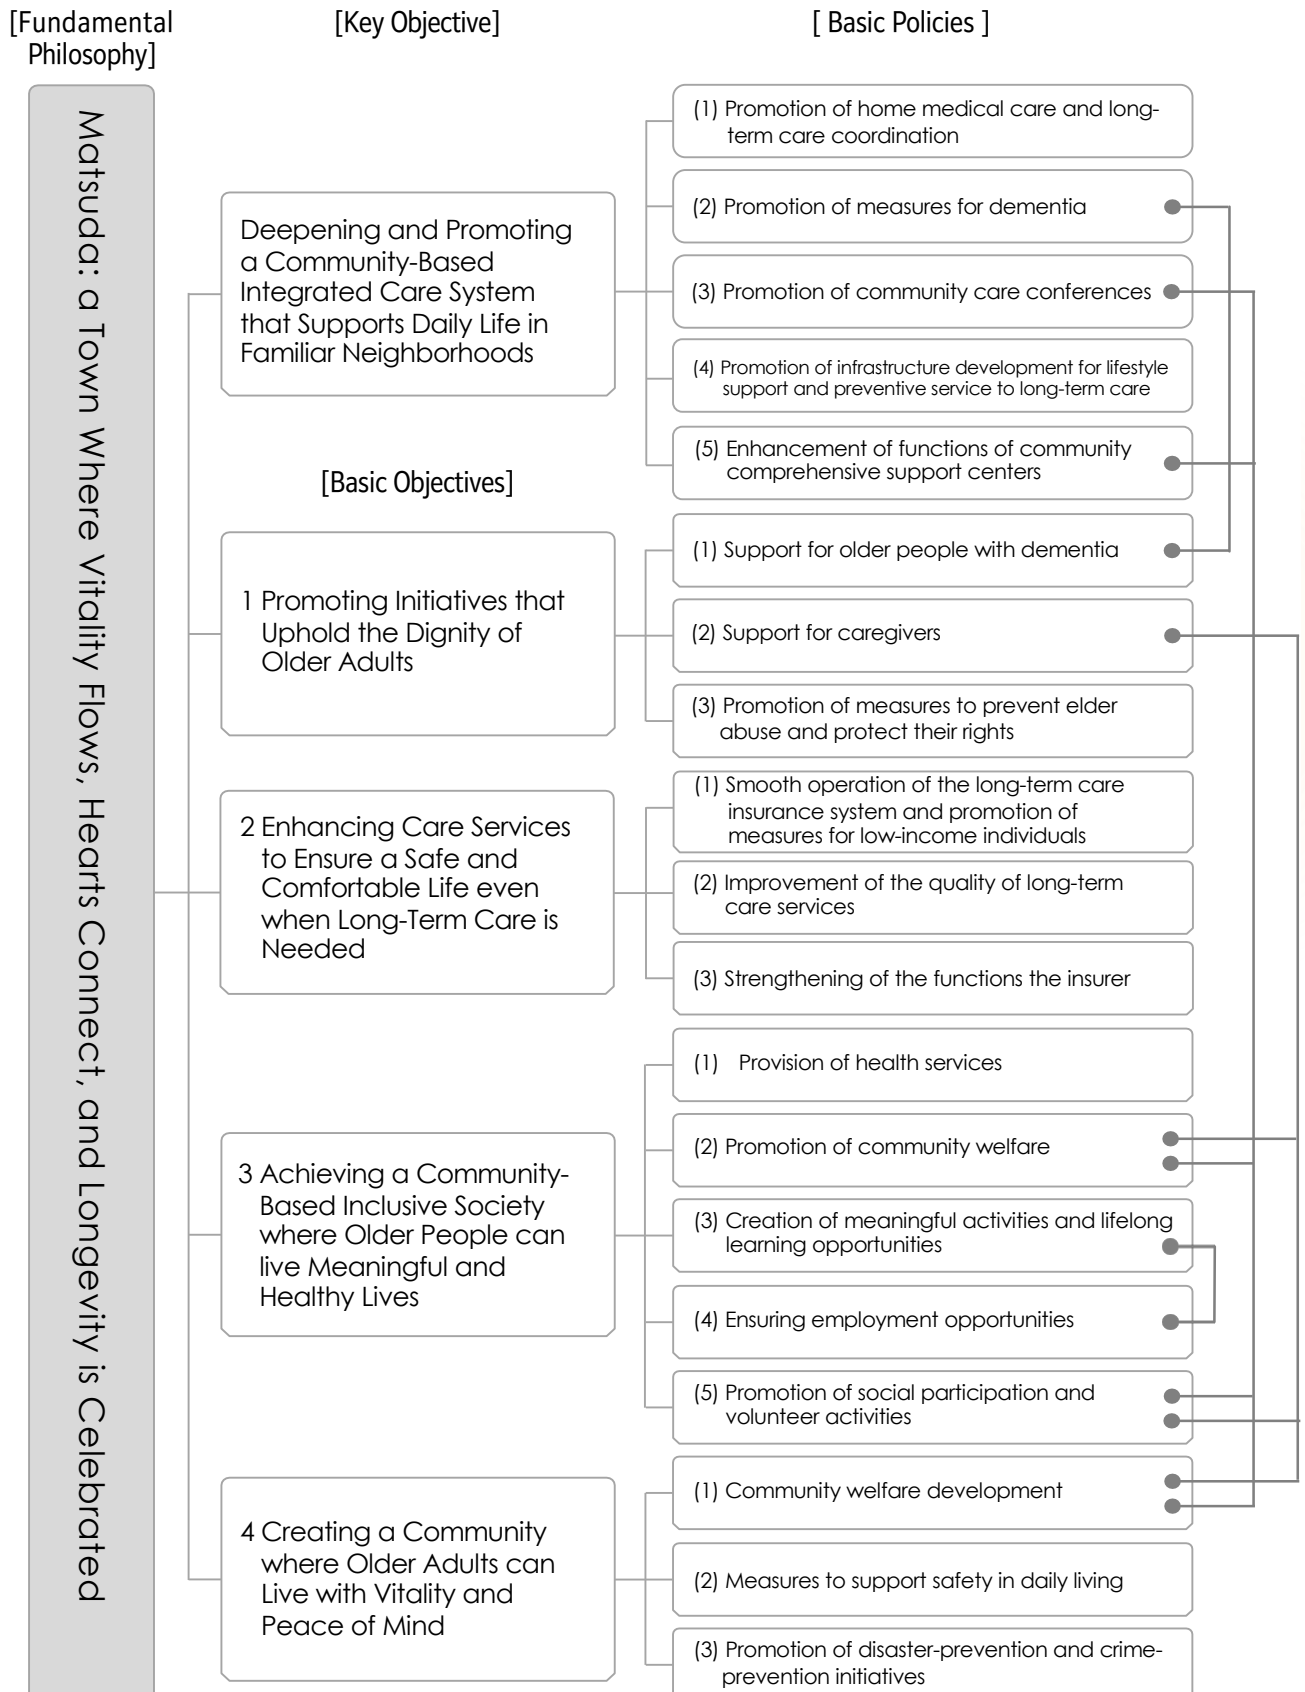 [Fundamental
Philosophy]
[Key Objective]
[ Basic Policies ]
Matsuda: a Town Where Vitality Flows, Hearts Connect, and Longevity is Celebrated
Deepening and Promoting
a Community-Based
Integrated Care System
that Supports Daily Life in
Familiar Neighborhoods
(1) Promotion of home medical care and long-
term care coordination
(2) Promotion of measures for dementia
(3) Promotion of community care conferences
(4) Promotion of infrastructure development for lifestyle
support and preventive service to long-term care
(5) Enhancement of functions of community
comprehensive support centers
[Basic Objectives]
1 Promoting Initiatives that
Uphold the Dignity of
Older Adults
(1) Support for older people with dementia
(2) Support for caregivers
(3) Promotion of measures to prevent elder
abuse and protect their rights
2 Enhancing Care Services
to Ensure a Safe and
Comfortable Life even
when Long-Term Care is
Needed
(1) Smooth operation of the long-term care
insurance system and promotion of
measures for low-income individuals
(2) Improvement of the quality of long-term
care services
(3) Strengthening of the functions the insurer
3 Achieving a Community-
Based Inclusive Society
where Older People can
live Meaningful and
Healthy Lives
(1) Provision of health services
(2) Promotion of community welfare
(3) Creation of meaningful activities and lifelong
learning opportunities
(4) Ensuring employment opportunities
(5) Promotion of social participation and
volunteer activities
4 Creating a Community
where Older Adults can
Live with Vitality and
Peace of Mind
(1) Community welfare development
(2) Measures to support safety in daily living
(3) Promotion of disaster-prevention and crime-
prevention initiatives